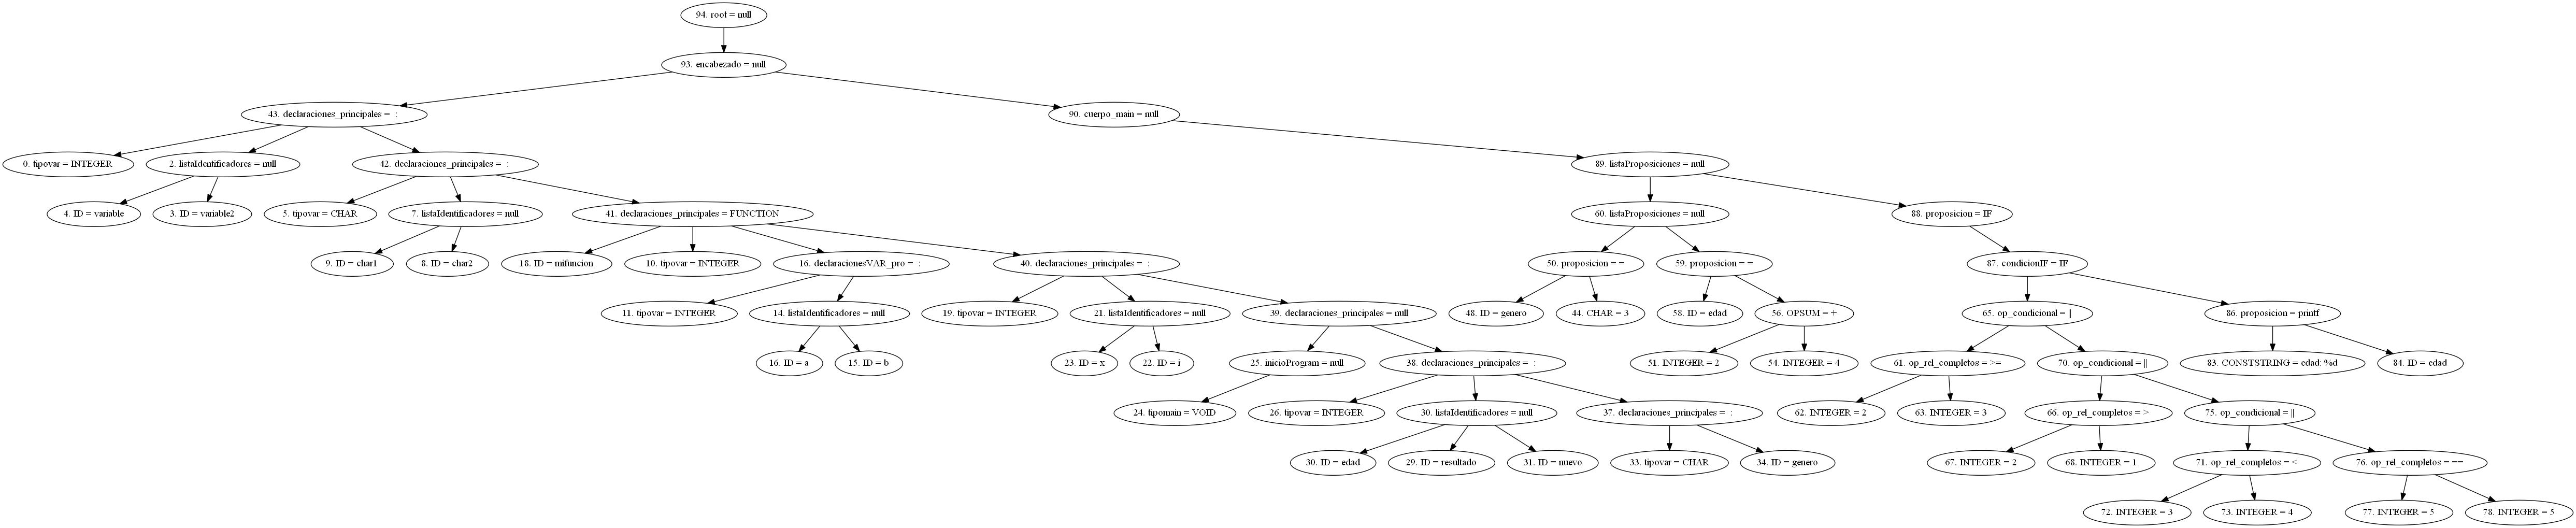 94. root = null
93. encabezado = null
43. declaraciones_principales = :
90. cuerpo_main = null
0. tipovar = INTEGER
2. listaIdentificadores = null
42. declaraciones_principales = :
89. listaProposiciones = null
4. ID = variable
3. ID = variable2
5. tipovar = CHAR
7. listaIdentificadores = null
41. declaraciones_principales = FUNCTION
60. listaProposiciones = null
88. proposicion = IF
9. ID = char1
8. ID = char2
18. ID = mifuncion
10. tipovar = INTEGER
16. declaracionesVAR_pro = :
40. declaraciones_principales = :
50. proposicion = =
59. proposicion = =
87. condicionIF = IF
11. tipovar = INTEGER
14. listaIdentificadores = null
19. tipovar = INTEGER
21. listaIdentificadores = null
39. declaraciones_principales = null
48. ID = genero
44. CHAR = 3
58. ID = edad
56. OPSUM = +
65. op_condicional = ||
86. proposicion = printf
16. ID = a
15. ID = b
23. ID = x
22. ID = i
25. inicioProgram = null
38. declaraciones_principales = :
51. INTEGER = 2
54. INTEGER = 4
61. op_rel_completos = >=
70. op_condicional = ||
83. CONSTSTRING = edad: %d
84. ID = edad
24. tipomain = VOID
26. tipovar = INTEGER
30. listaIdentificadores = null
37. declaraciones_principales = :
62. INTEGER = 2
63. INTEGER = 3
66. op_rel_completos = >
75. op_condicional = ||
30. ID = edad
29. ID = resultado
31. ID = nuevo
33. tipovar = CHAR
34. ID = genero
67. INTEGER = 2
68. INTEGER = 1
71. op_rel_completos = <
76. op_rel_completos = ==
72. INTEGER = 3
73. INTEGER = 4
77. INTEGER = 5
78. INTEGER = 5